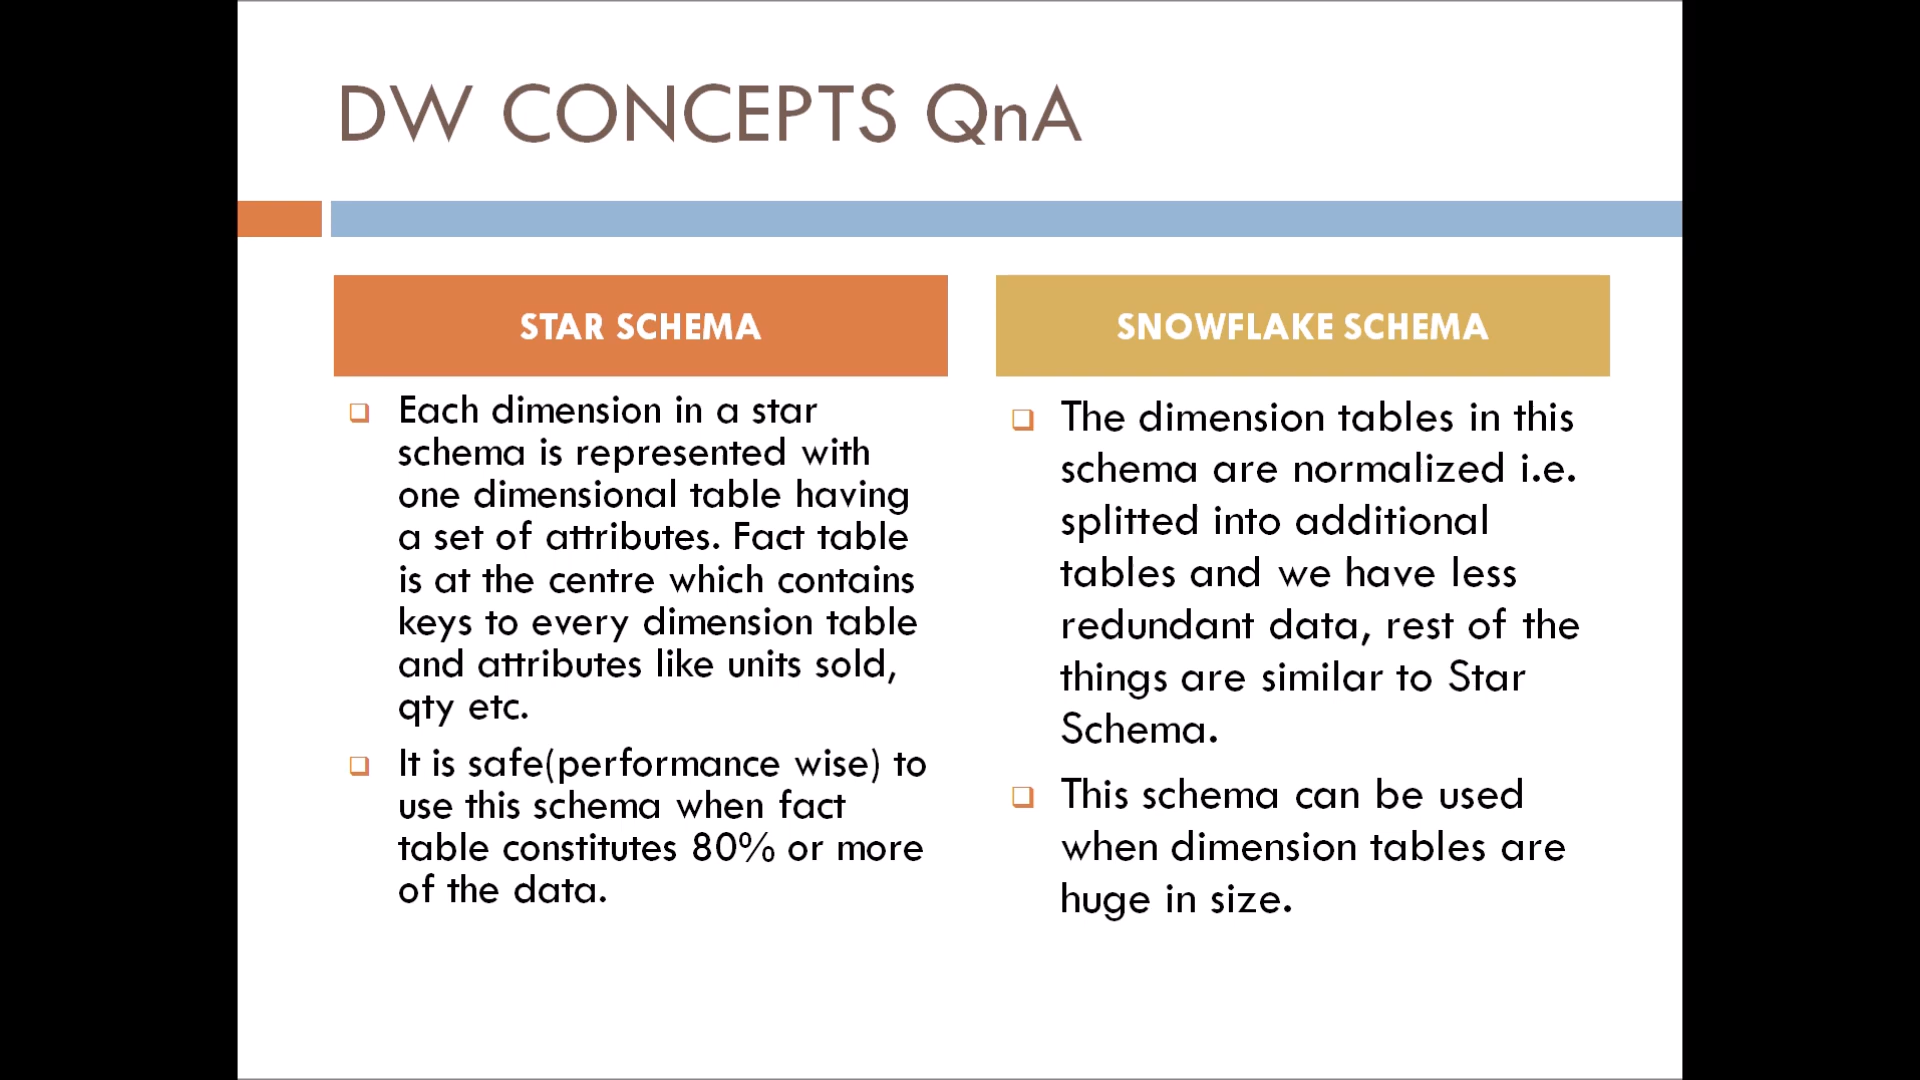 DW CONCEPTS QnA
STAR SCHEMA
Each dimension in a star
schema is represented with
one dimensional table having
a set of attributes. Fact table
is at the centre which contains
keys to every dimension table
and attributes like units sold,
qty etc.
It is safe(performance wise) to
use this schema when fact
table constitutes 80% or more
of the data.
SNOWFLAKE SCHEMA
The dimension tables in this
schema are normalized i.e.
splitted into additional
tables and we have less
redundant data, rest of the
things are similar to Star
Schema.
This schema can be used
when dimension tables are
huge in size.